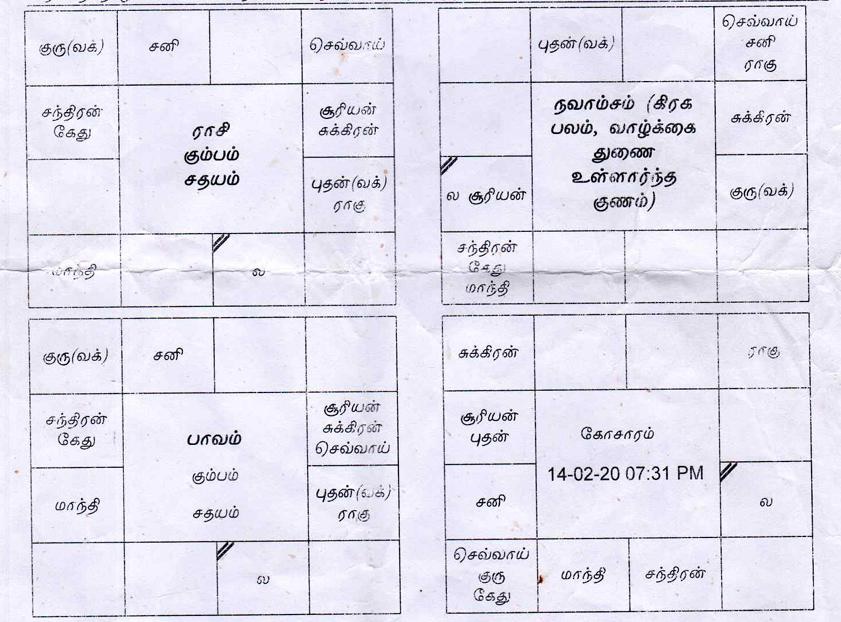 குரு(வக்) சனி செவ்வாய்
சந்திரன்
கேது
ராசி
கும்பம்
சதயம்
சூரியன்
சுக்கிரன்
புதன்(வக்)
ராகு
மாந்தி ல
புதன்(வக்)
செவ்வாய்
சனி
ராகு
நவாம்சம் (கிரக
பலம், வாழ்க்கை
துணை
உள்ளார்ந்த
குணம்)
சுக்கிரன்
ல சூரியன்
குரு(வக்)
சந்திரன்
கேது
மாந்தி
குரு(வக்) சனி
சந்திரன்
கேது
பாவம்
கும்பம்
சதயம்
சூரியன்
சுக்கிரன்
செவ்வாய்
மாந்தி
புதன்(வக்)
ராகு
ல
சுக்கிரன் ராகு
சூரியன்
புதன்
கோசாரம்
14-02-20 07:31 PM
சனி
ல
செவ்வாய்
குரு
கேது
மாந்தி சந்திரன்